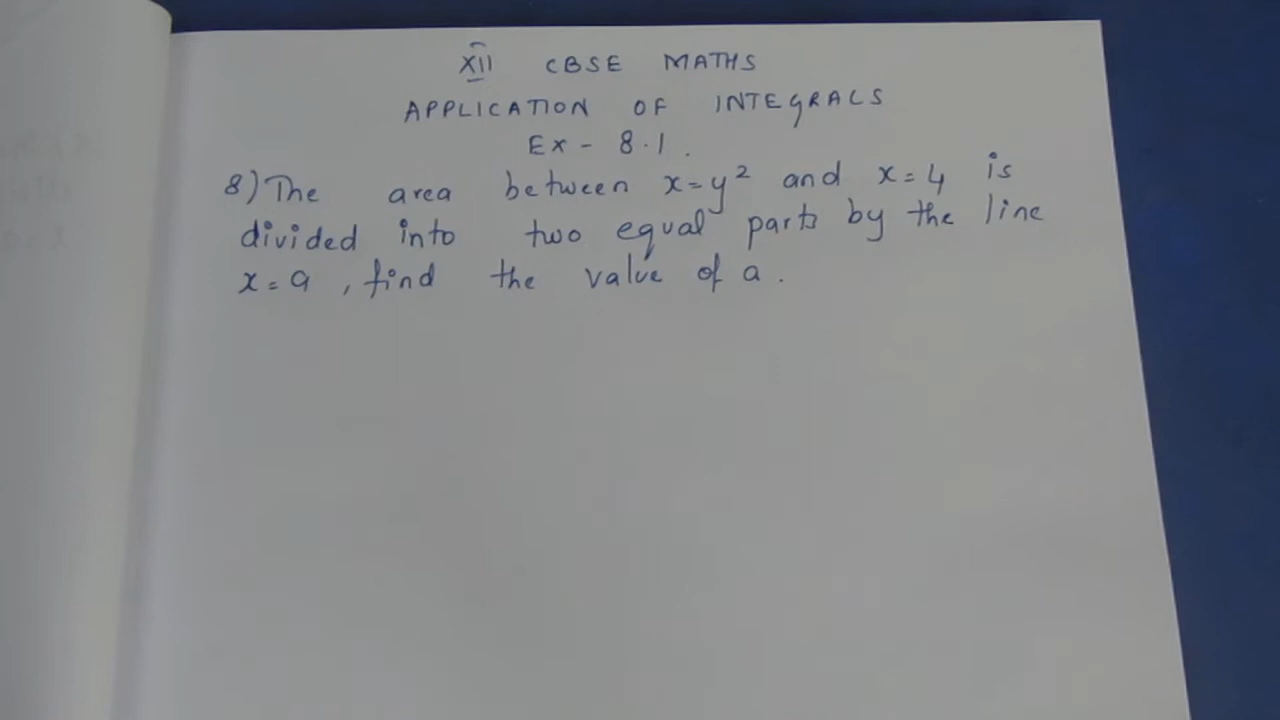 XII CBSE MATHS
APPLICATION OF INTEGRALS
Ex - 8.1.
8) The area between x=y² and x=4 is
divided into two equal parts by the line
x=a, find the value of a.